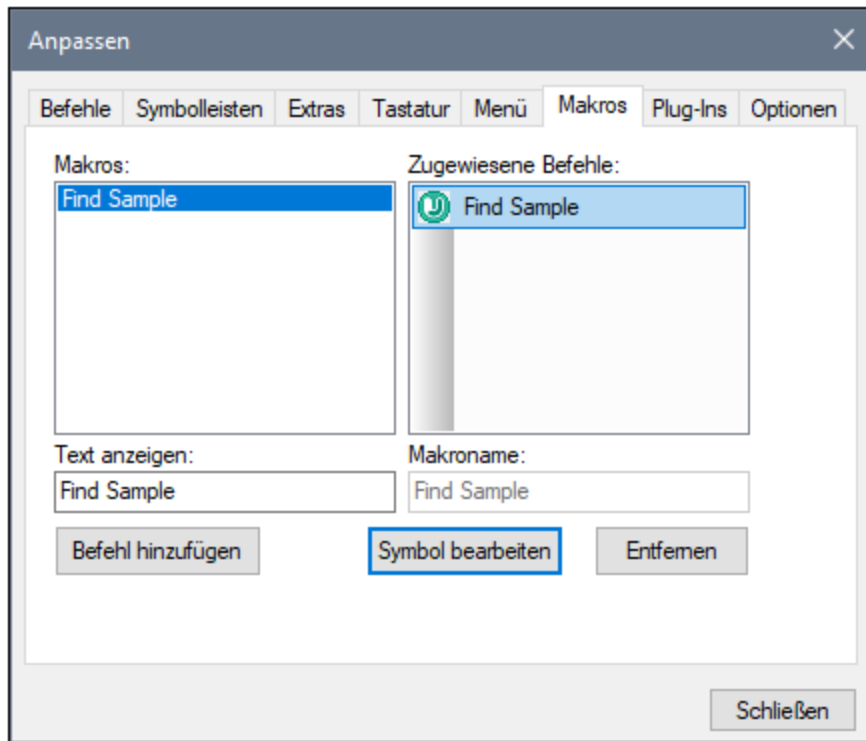 Anpassen
Befehle Symbolleisten Extras Tastatur Menü Makros Plug-Ins Optionen
Makros: Zugewiesene Befehle:
Find Sample Find Sample
Text anzeigen: Makroname:
Find Sample Find Sample
Befehl hinzufügen Symbol bearbeiten Entfernen
Schließen